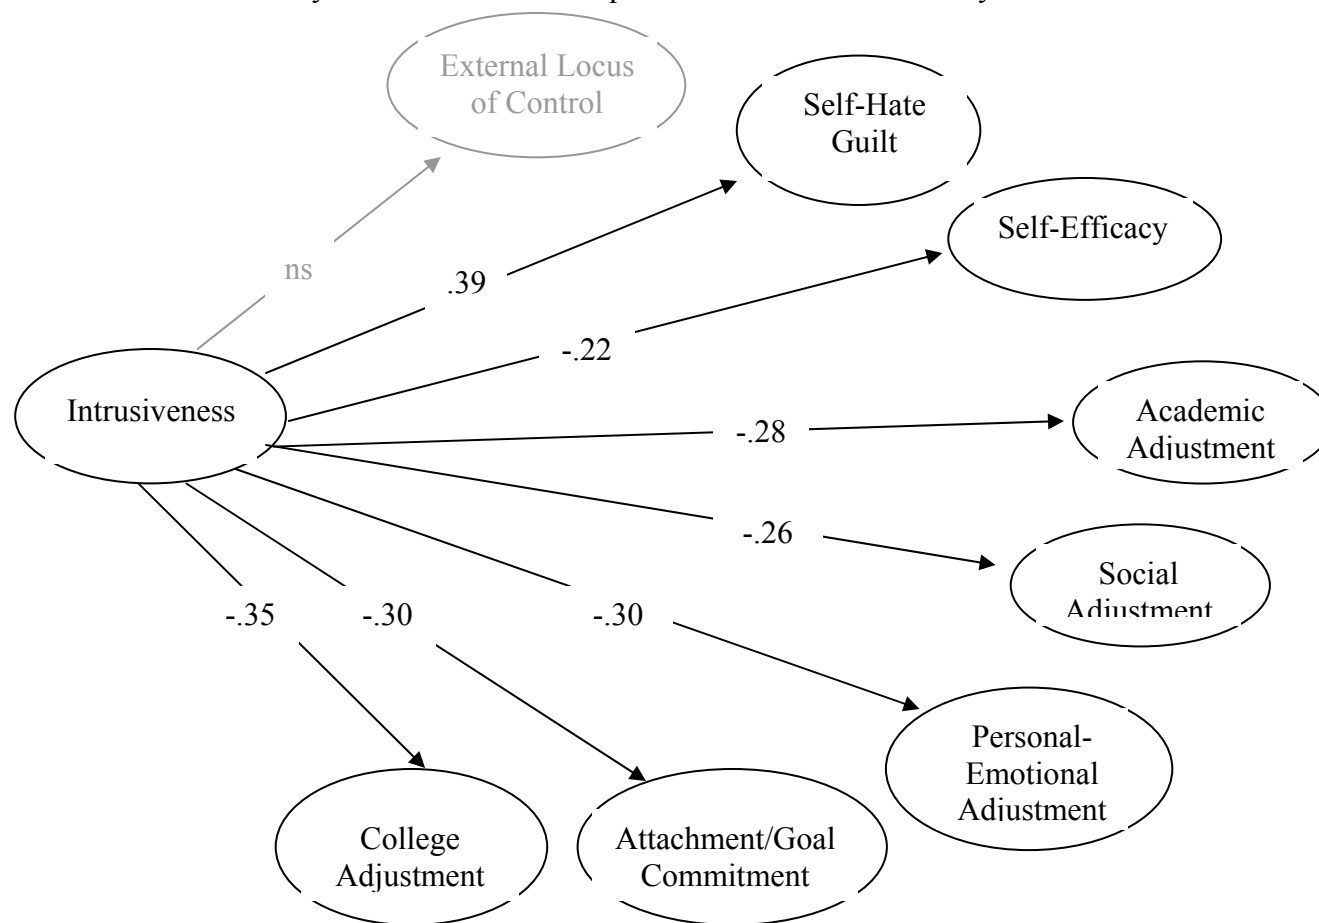 External Locus
of Control
Self-Hate
Guilt
Self-Efficacy
ns
.39
-.22
Intrusiveness
Academic
Adjustment
-.28
-.26
Social
Adjustment
-.35
-.30
-.30
Personal-
Emotional
Adjustment
College
Adjustment
Attachment/Goal
Commitment